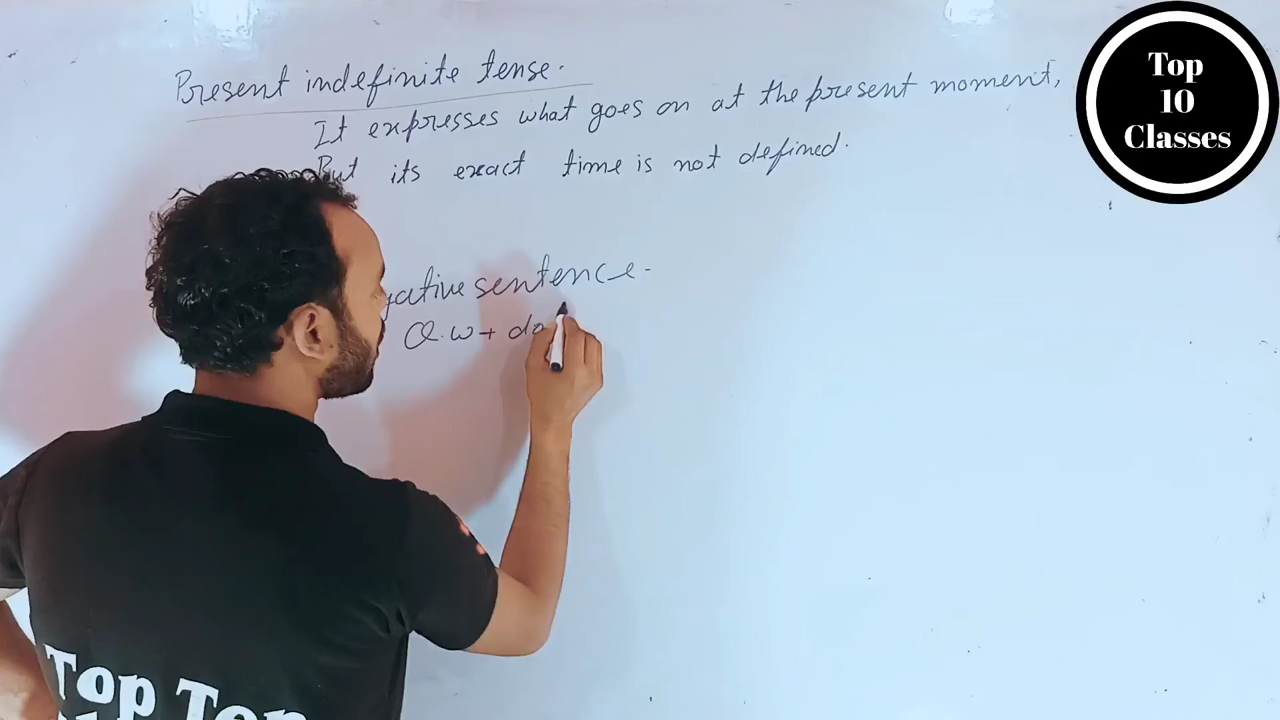 Present indefinite tense.
It expresses what goes on at the present moment,
But its exact time is not defined.
sentence.
Q.w + do
Top
10
Classes
Top Ten